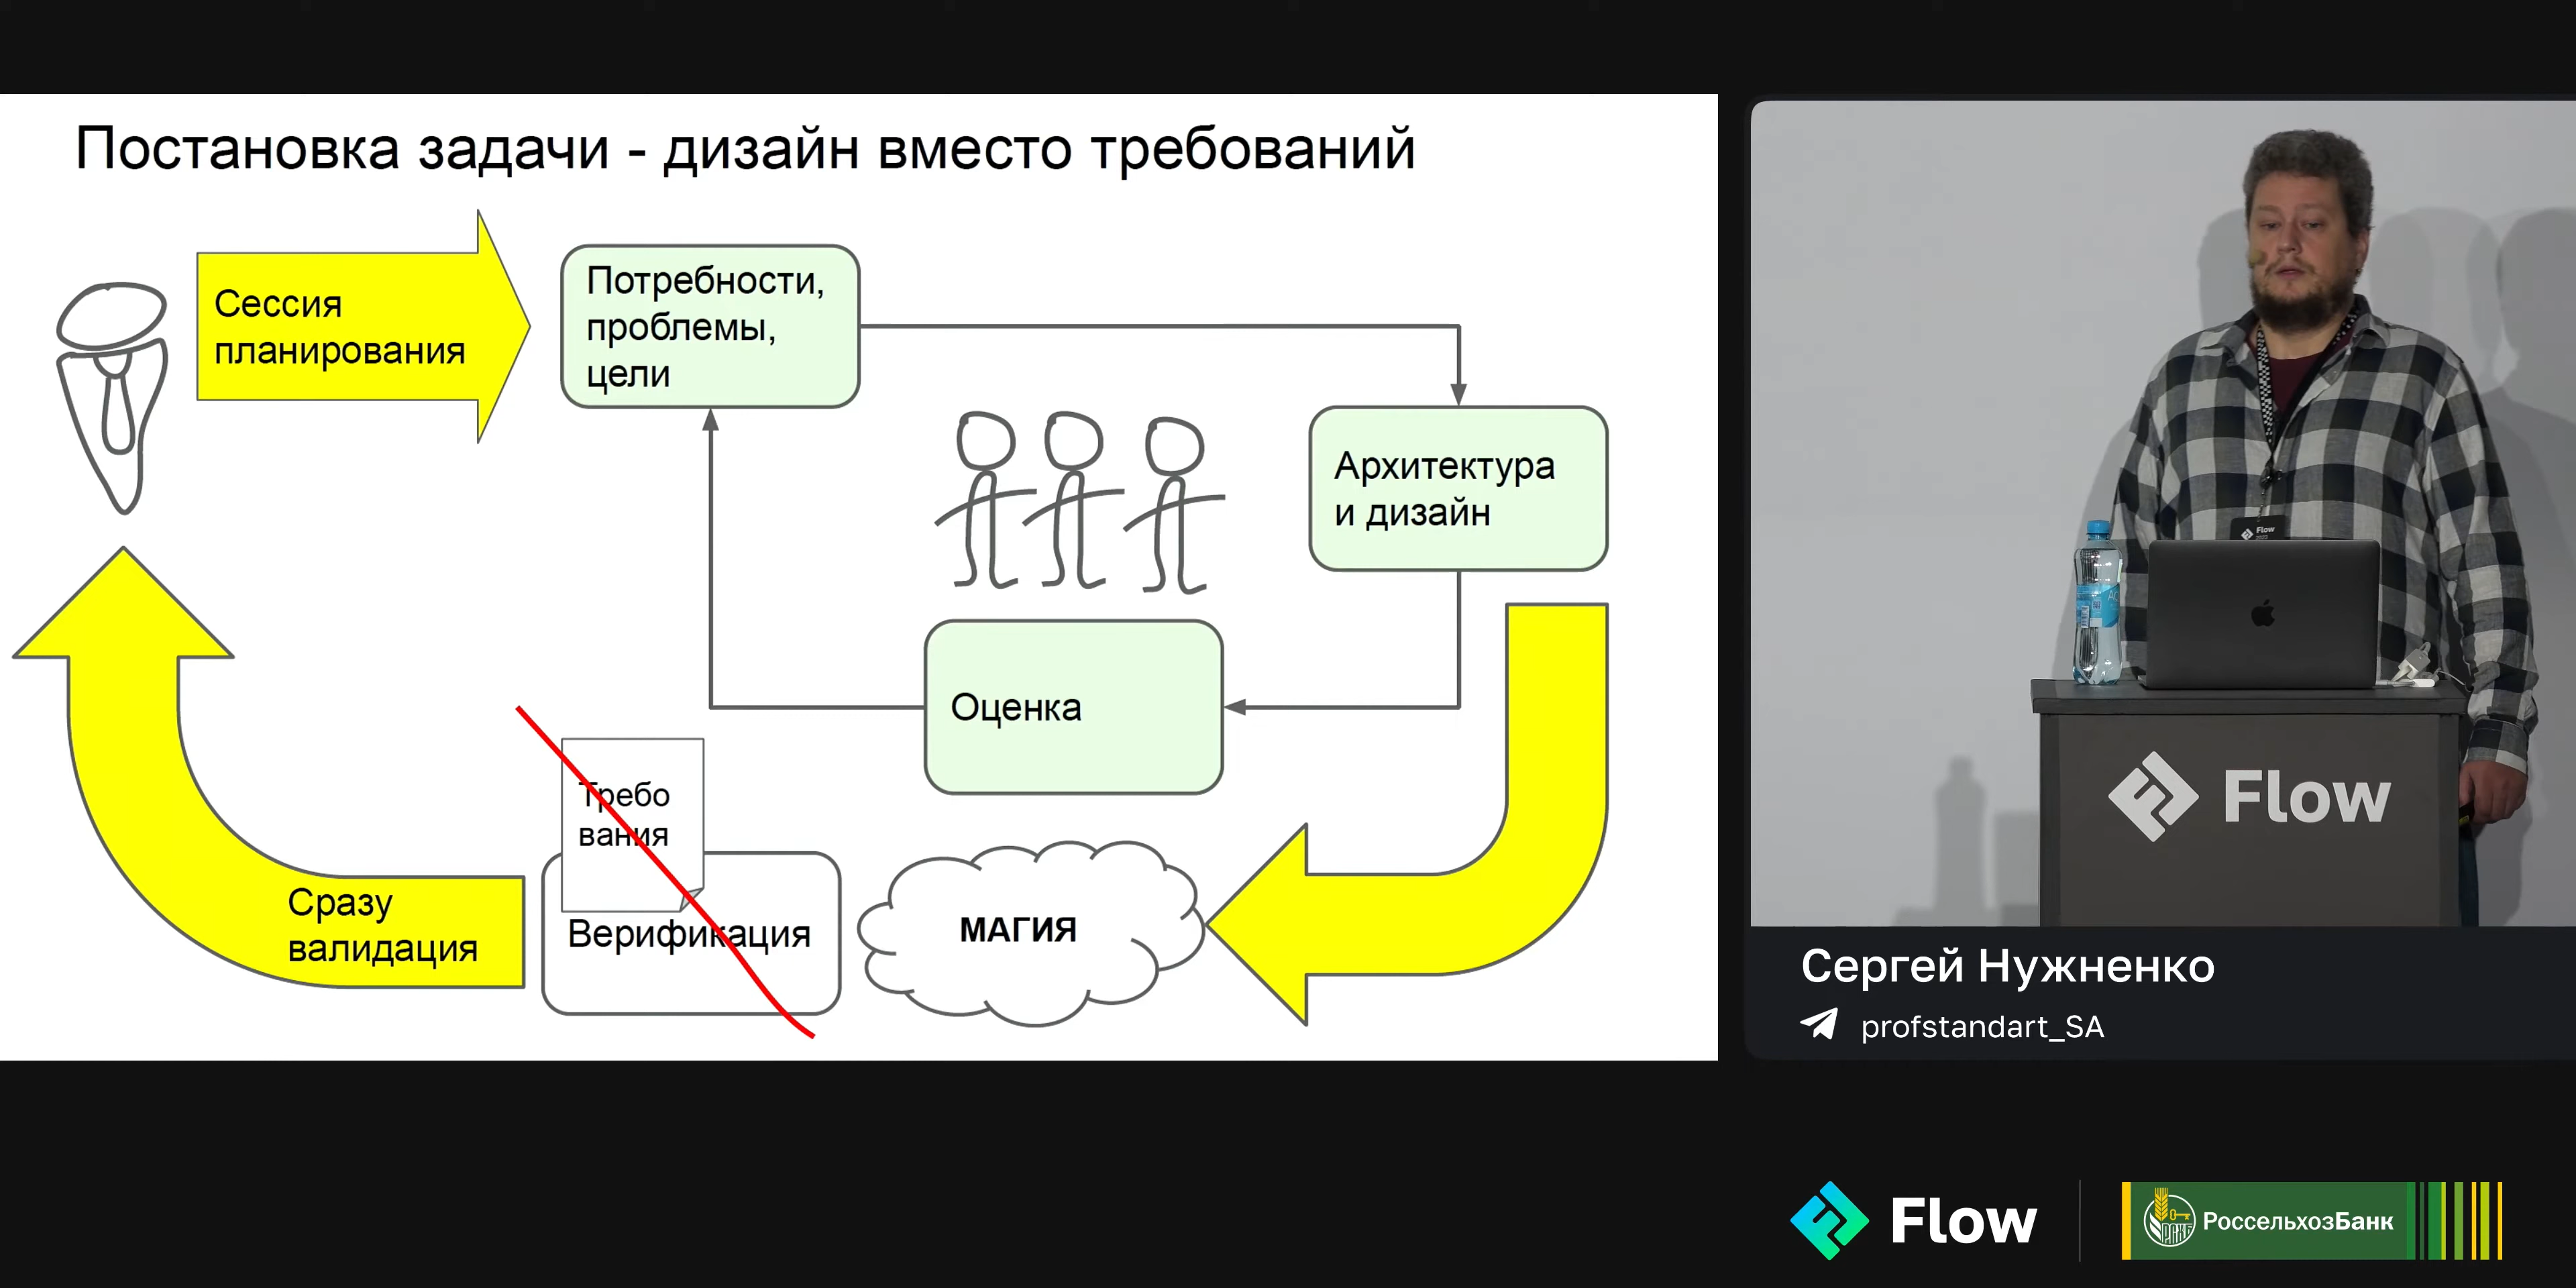 Постановка задачи - дизайн вместо требований
Сессия
планирования
Потребности,
проблемы,
цели
Архитектура
и дизайн
Оценка
Требо
вания
Верификация
МАГИЯ
Сразу
валидация
Flow
Flow
Сергей Нужненко
profstandart_SA
Flow
РоссельхозБанк